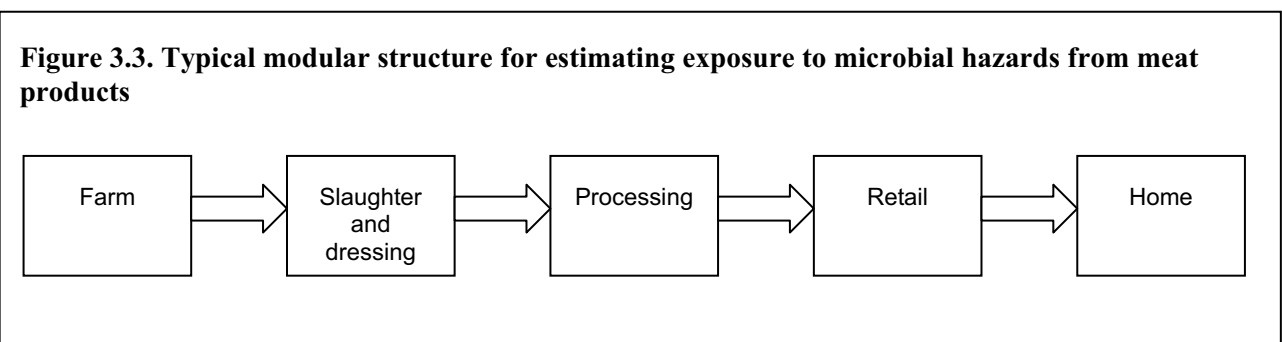 Figure 3.3. Typical modular structure for estimating exposure to microbial hazards from meat
products
Farm
Slaughter
and
dressing
Processing
Retail
Home